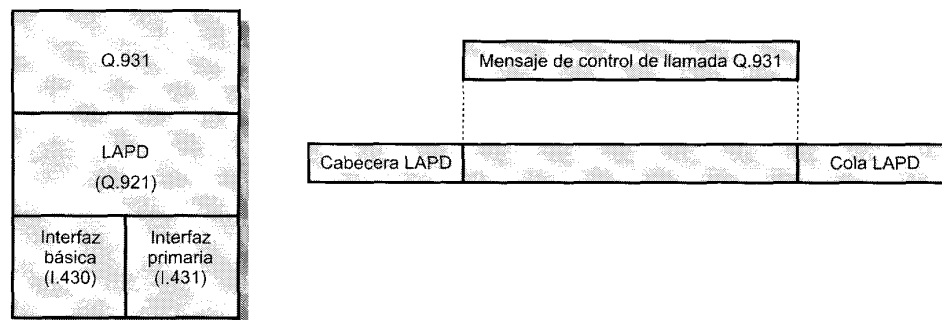 Q.931
LAPD
(Q.921)
Interfaz
básica
(I.430)
Interfaz
primaria
(I.431)
Mensaje de control de llamada Q.931
Cabecera LAPD
Cola LAPD